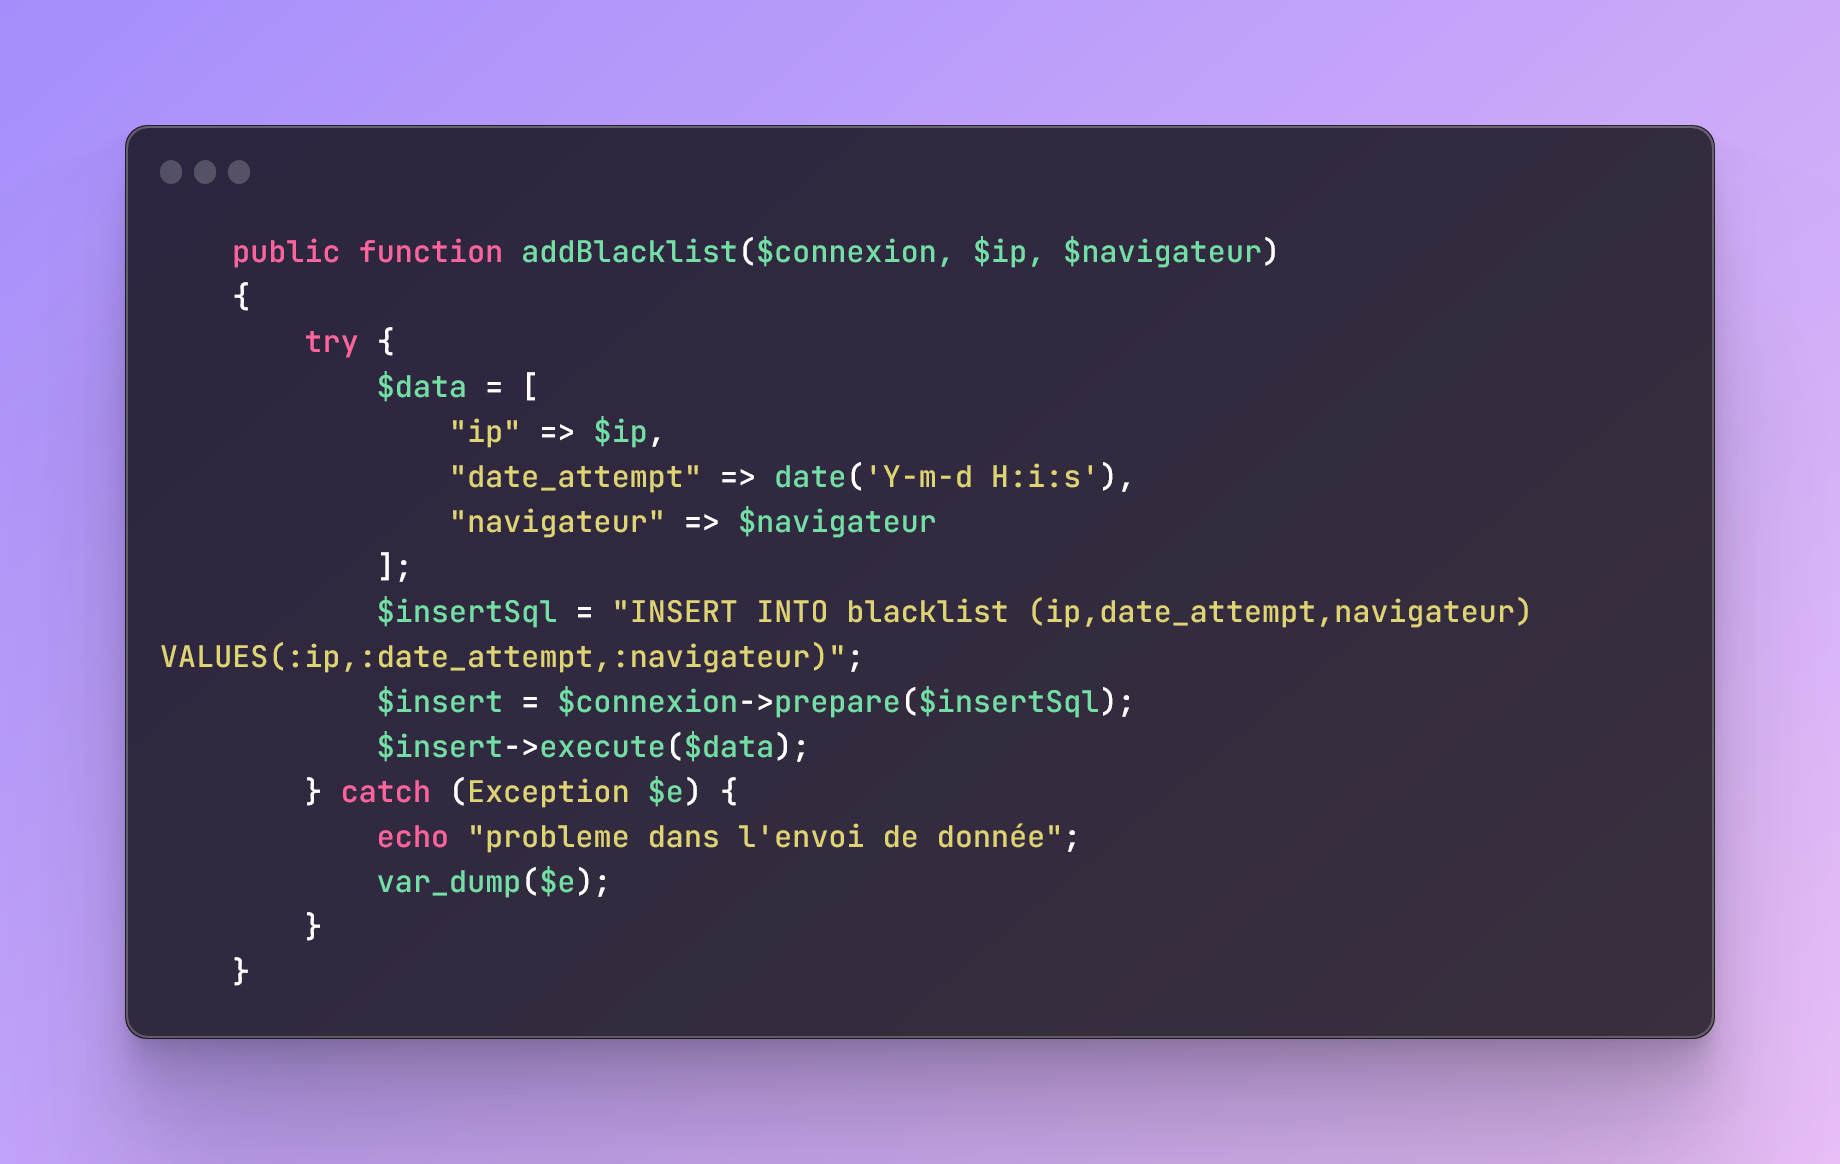 public function addBlacklist($connexion, $ip, $navigateur)
{
try {
$data = [
"ip" => $ip,
"date_attempt" => date('Y-m-d H:i:s'),
"navigateur" => $navigateur
];
$insertSql = "INSERT INTO blacklist (ip,date_attempt,navigateur)
VALUES(:ip,:date_attempt,:navigateur)";
$insert = $connexion->prepare($insertSql);
$insert->execute($data);
} catch (Exception $e) {
echo "probleme dans l'envoi de donnée";
var_dump($e);
}
}